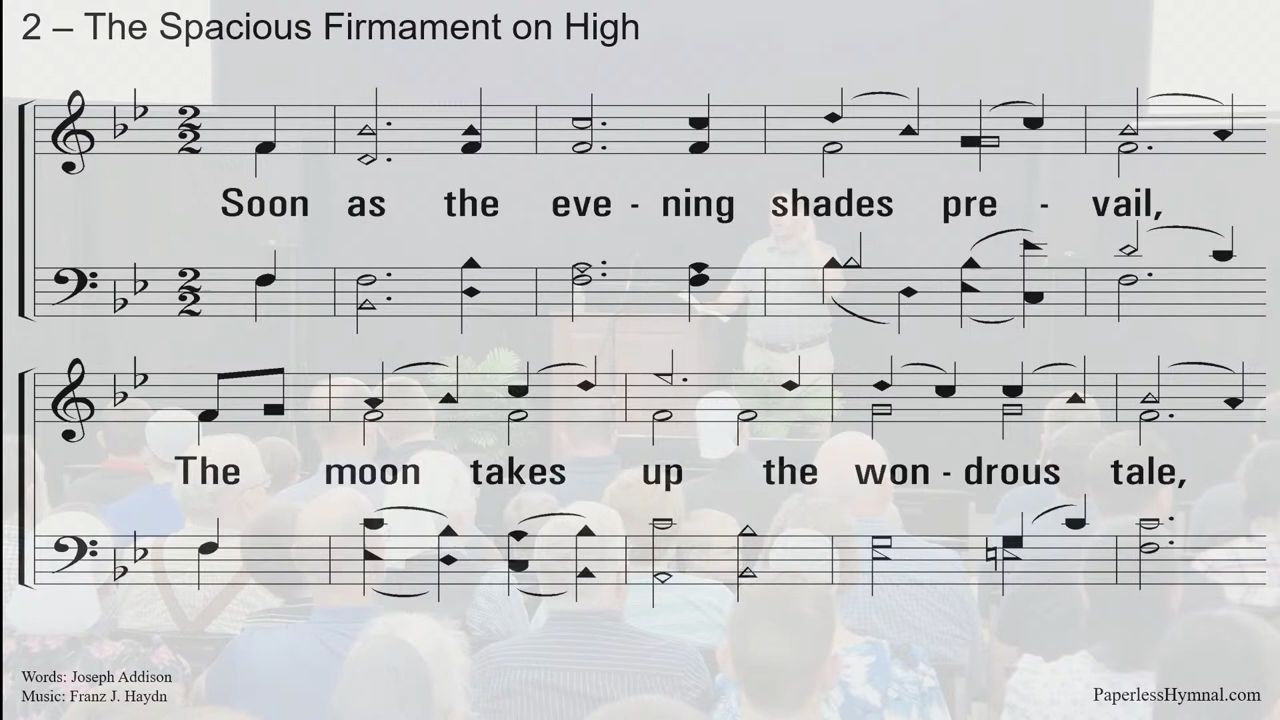 2 – The Spacious Firmament on High
Soon as the eve - ning shades pre - vail,
The moon takes up the won - drous tale,
Words: Joseph Addison
Music: Franz J. Haydn
PaperlessHymnal.com